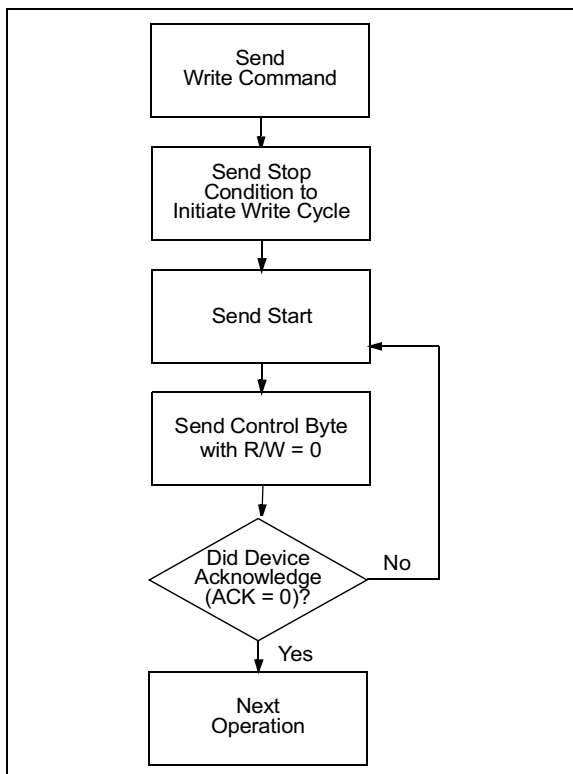 Send
Write Command
Send Stop
Condition to
Initiate Write Cycle
Send Start
Send Control Byte
with R/W = 0
Did Device
Acknowledge
(ACK = 0)?
No
Yes
Next
Operation